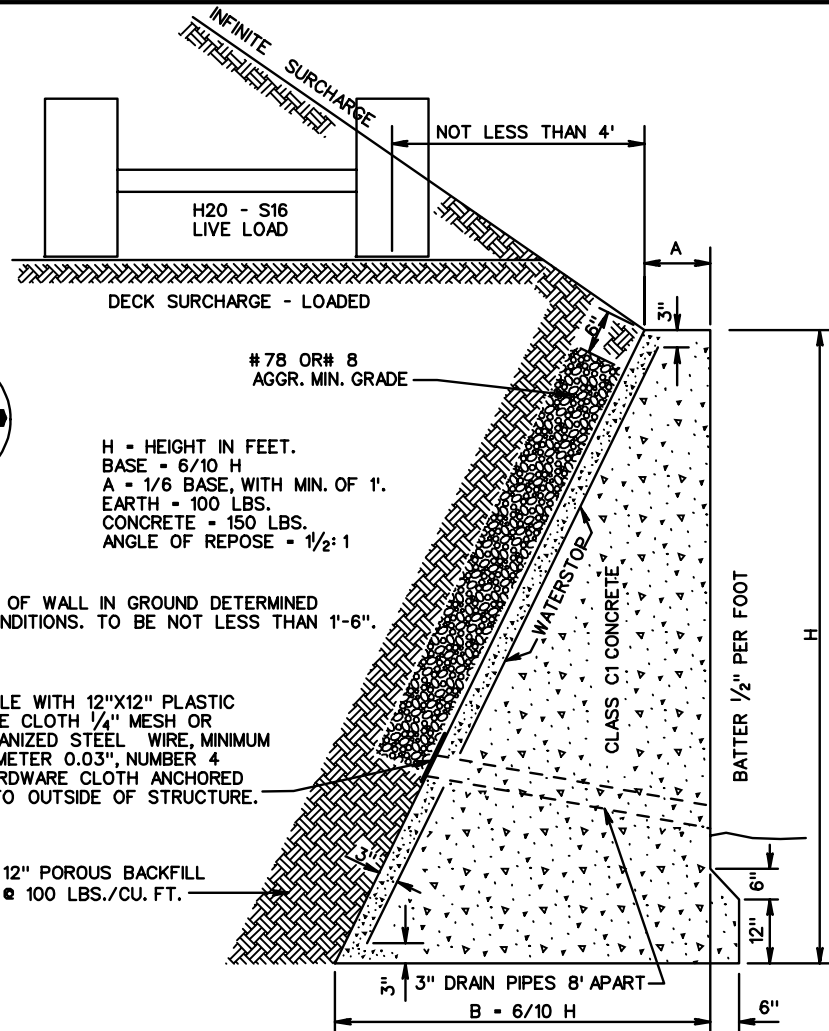 INFINITE SURCHARGE
NOT LESS THAN 4'
H20 - S16
LIVE LOAD
A
DECK SURCHARGE - LOADED
3"
6"
#78 OR# 8
AGGR. MIN. GRADE
H = HEIGHT IN FEET.
BASE = 6/10 H
A = 1/6 BASE, WITH MIN. OF 1'.
EARTH = 100 LBS.
CONCRETE = 150 LBS.
ANGLE OF REPOSE = 1½:1
WATERSTOP
CLASS C1 CONCRETE
BATTER ½" PER FOOT
H
OF WALL IN GROUND DETERMINED
NDITIONS. TO BE NOT LESS THAN 1'-6".
LE WITH 12"X12" PLASTIC
E CLOTH ¼" MESH OR
ANIZED STEEL WIRE, MINIMUM
METER 0.03", NUMBER 4
RDWARE CLOTH ANCHORED
TO OUTSIDE OF STRUCTURE.
12" POROUS BACKFILL
@ 100 LBS./CU. FT.
3"
6"
12"
3"
3" DRAIN PIPES 8' APART
B = 6/10 H
6"